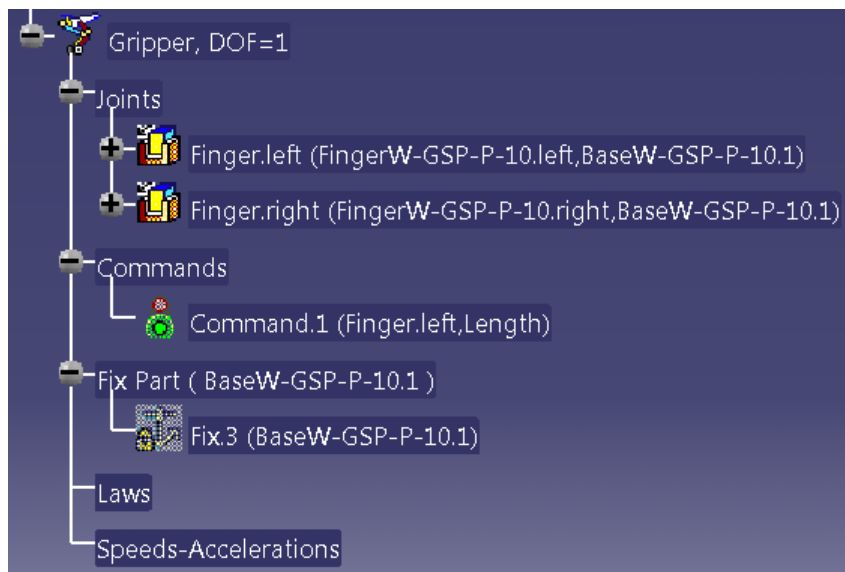 Gripper, DOF=1
Joints
Finger.left (FingerW-GSP-P-10.left,BaseW-GSP-P-10.1)
Finger.right (FingerW-GSP-P-10.right,BaseW-GSP-P-10.1)
Commands
Command.1 (Finger.left,Length)
Fix Part ( BaseW-GSP-P-10.1 )
Fix.3 (BaseW-GSP-P-10.1)
Laws
Speeds-Accelerations